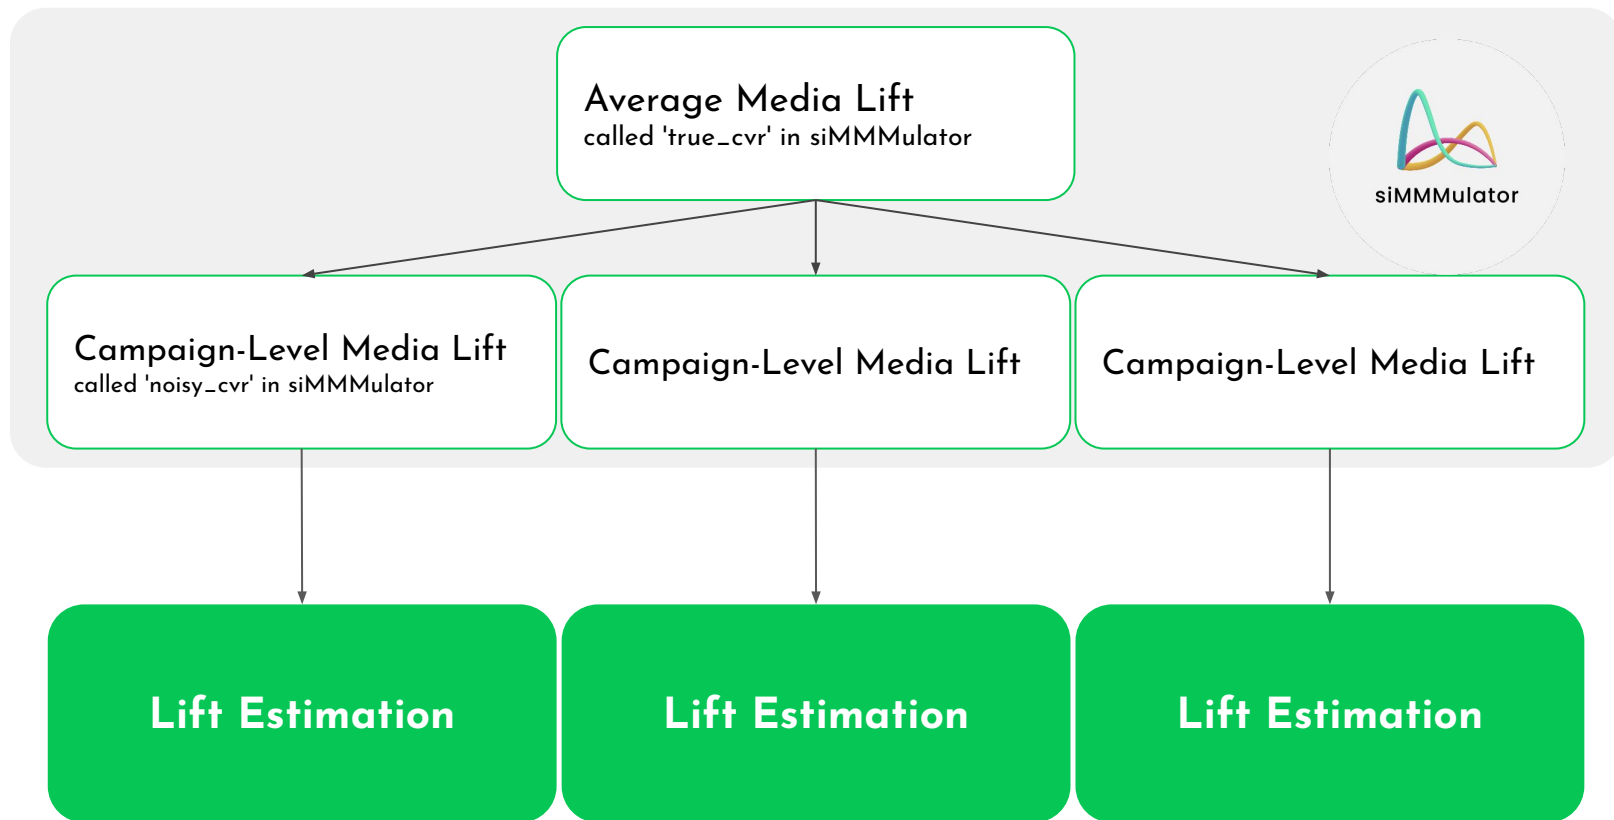 Average Media Lift
called 'true_cvr' in siMMMulator
siMMMulator
Campaign-Level Media Lift
called 'noisy_cvr' in siMMMulator
Campaign-Level Media Lift
Campaign-Level Media Lift
Lift Estimation
Lift Estimation
Lift Estimation